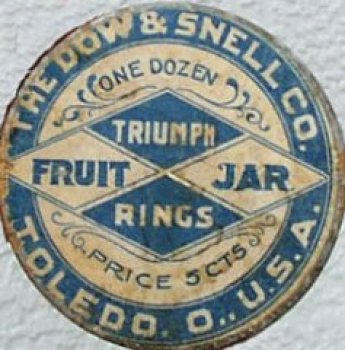 THE DOW & SNELL CO.
ONE DOZEN
TRIUMPH
FRUIT JAR
RINGS
PRICE 5 CTS
TOLEDO, O., U.S.A.